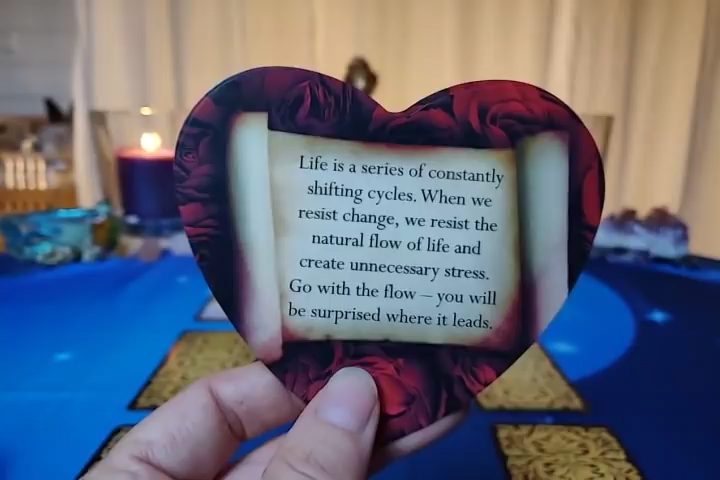 Life is a series of constantly
shifting cycles. When we
resist change, we resist the
natural flow of life and
create unnecessary stress.
Go with the flow – you will
be surprised where it leads.